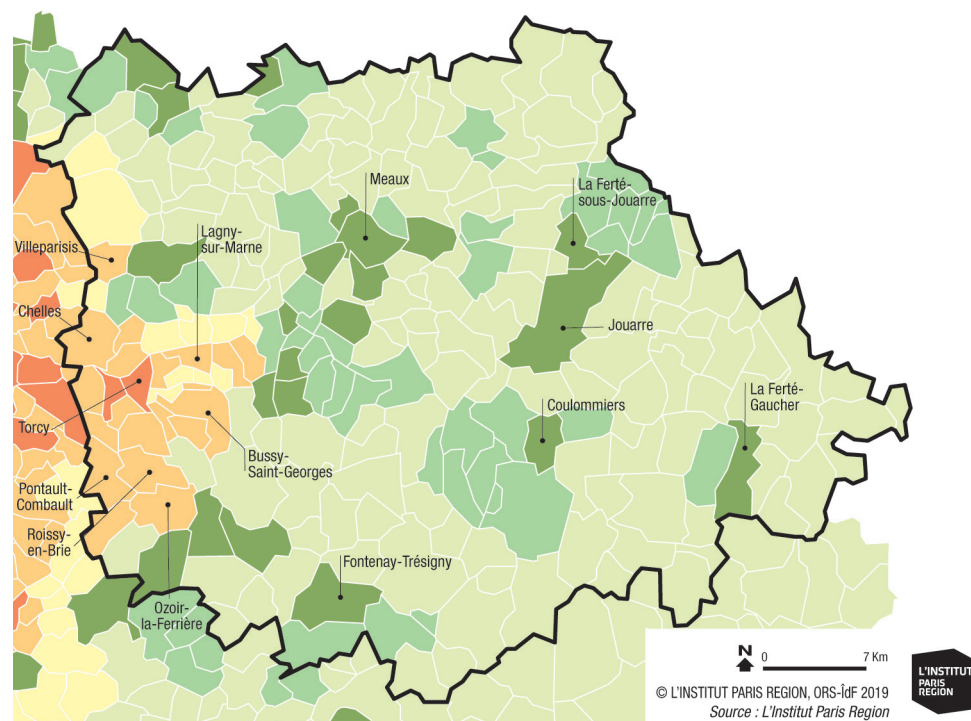 Meaux
La Ferté-
sous-Jouarre
Lagny-
sur-Marne
Villeparisis
Chelles
Jouarre
La Ferté-
Gaucher
Coulommiers
Torcy
Bussy-
Saint-Georges
Pontault-
Combault
Roissy-
en-Brie
Fontenay-Trésigny
Ozoir-
la-Ferrière
N
0 7 Km
© L'INSTITUT PARIS REGION, ORS-ÎdF 2019
Source : L'Institut Paris Region
L'INSTITUT
PARIS
REGION